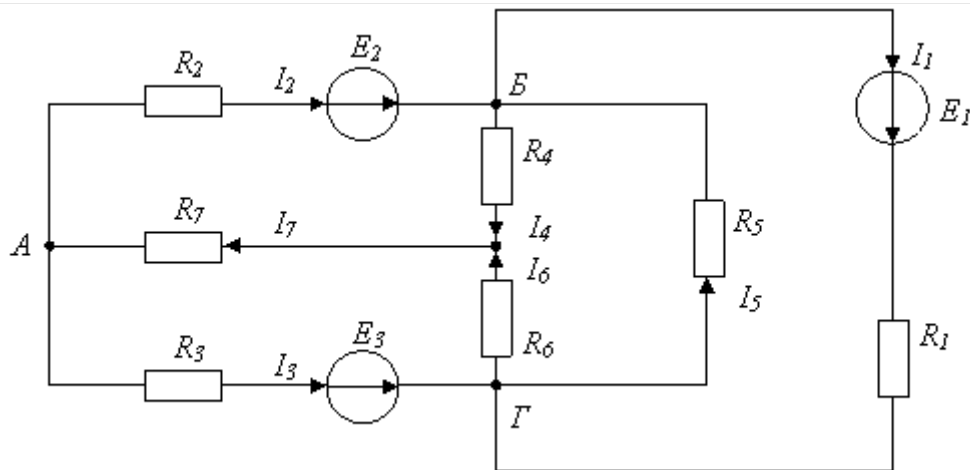 R2 I2 E2 Б I1
E1
R4
А R7 I7 I4 R5
I6 I5
R3 I3 E3 R6 R1
Г